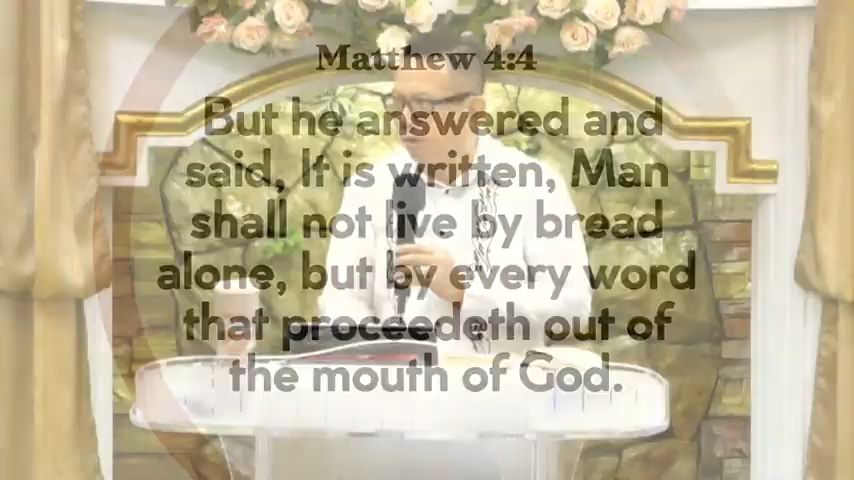 Matthew 4:4
But he answered and
said, It is written, Man
shall not live by bread
alone, but by every word
that proceedeth out of
the mouth of God.